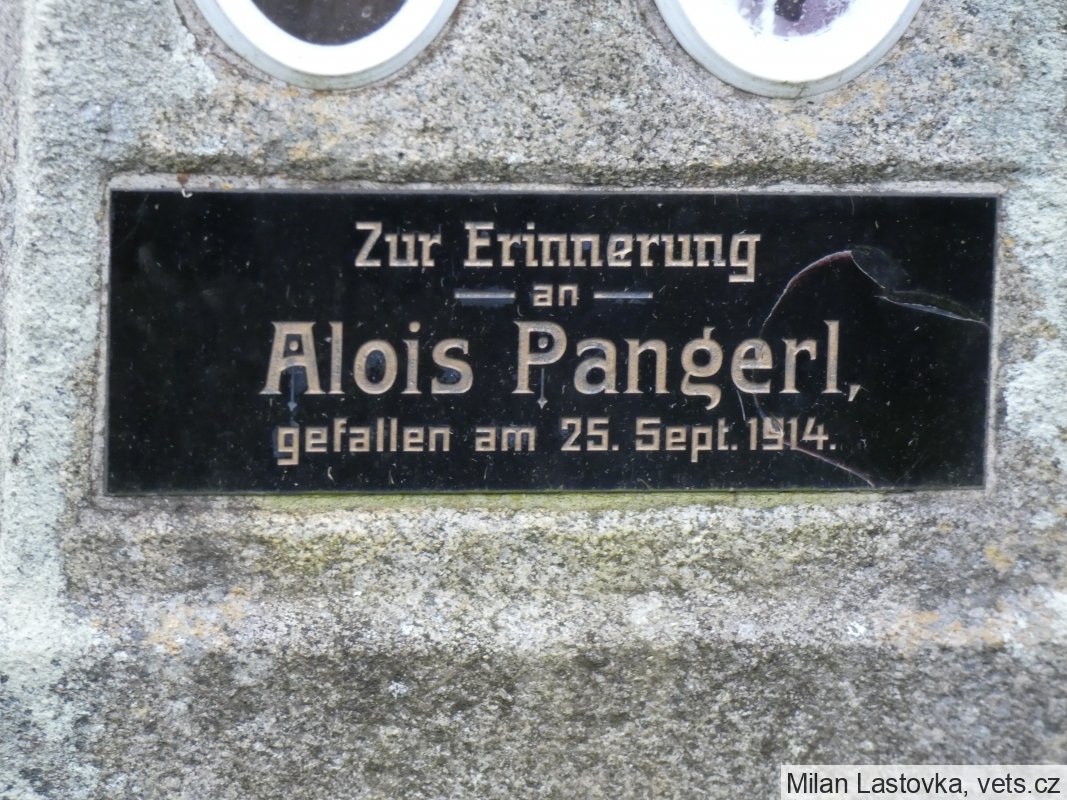 Zur Erinnerung
an
Alois Pangerl,
gefallen am 25. Sept. 1914.
Milan Lastovka, vets.cz